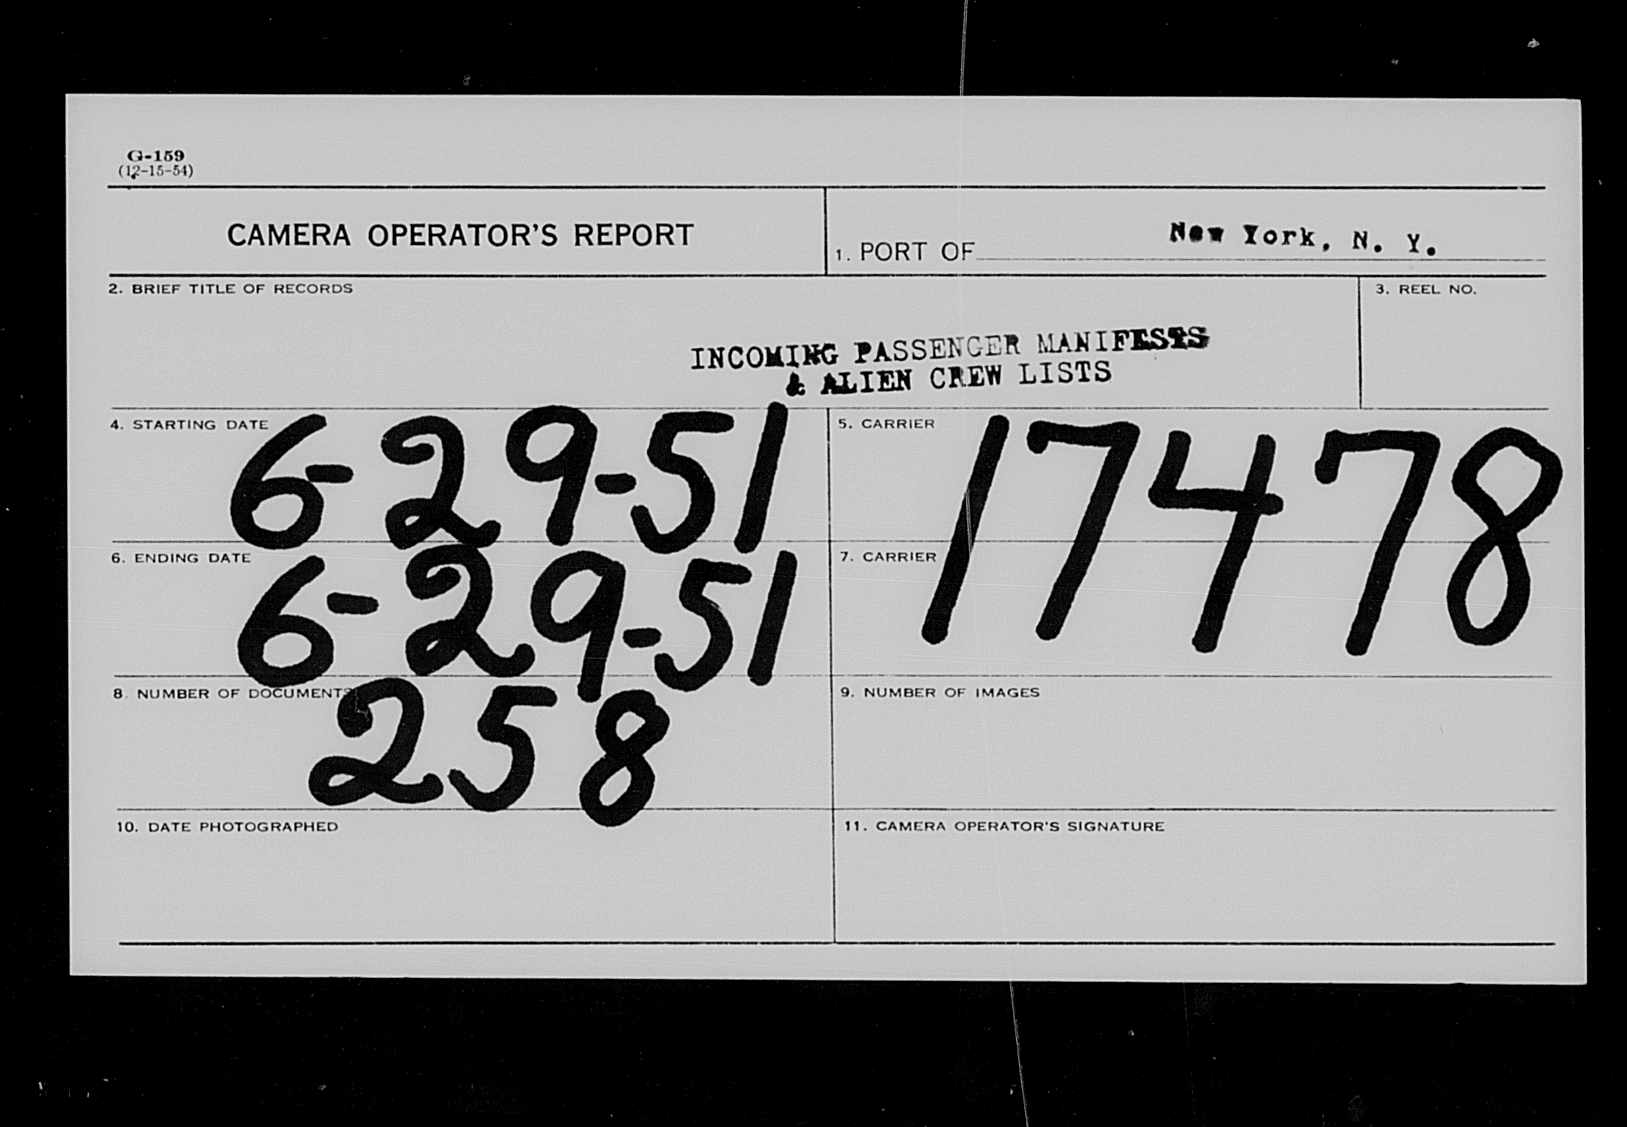 G-159
(12-15-54)
CAMERA OPERATOR'S REPORT
1. PORT OF New York, N. Y.
2. BRIEF TITLE OF RECORDS
INCOMING PASSENGER MANIFESTS
& ALIEN CREW LISTS
3. REEL NO.
4. STARTING DATE 6-29-51
5. CARRIER 17478
6. ENDING DATE 6-29-51
7. CARRIER
8. NUMBER OF DOCUMENTS 258
9. NUMBER OF IMAGES
10. DATE PHOTOGRAPHED
11. CAMERA OPERATOR'S SIGNATURE